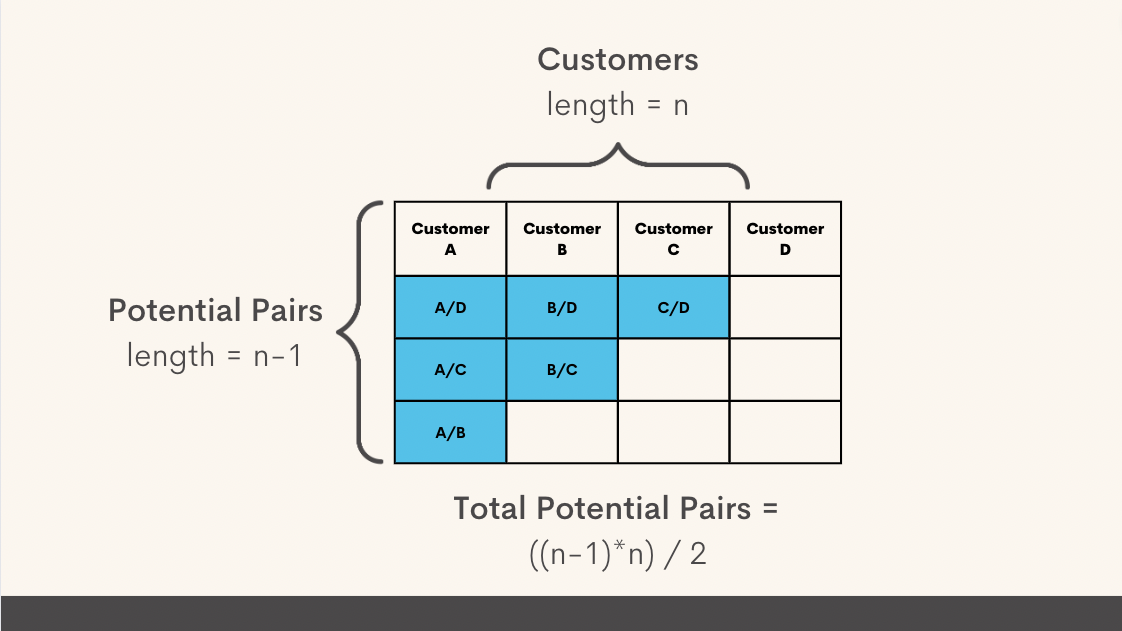 Customers
length = n
Potential Pairs
length = n-1
Customer A
Customer B
Customer C
Customer D
A/D
B/D
C/D
A/C
B/C
A/B
Total Potential Pairs =
((n-1)*n) / 2